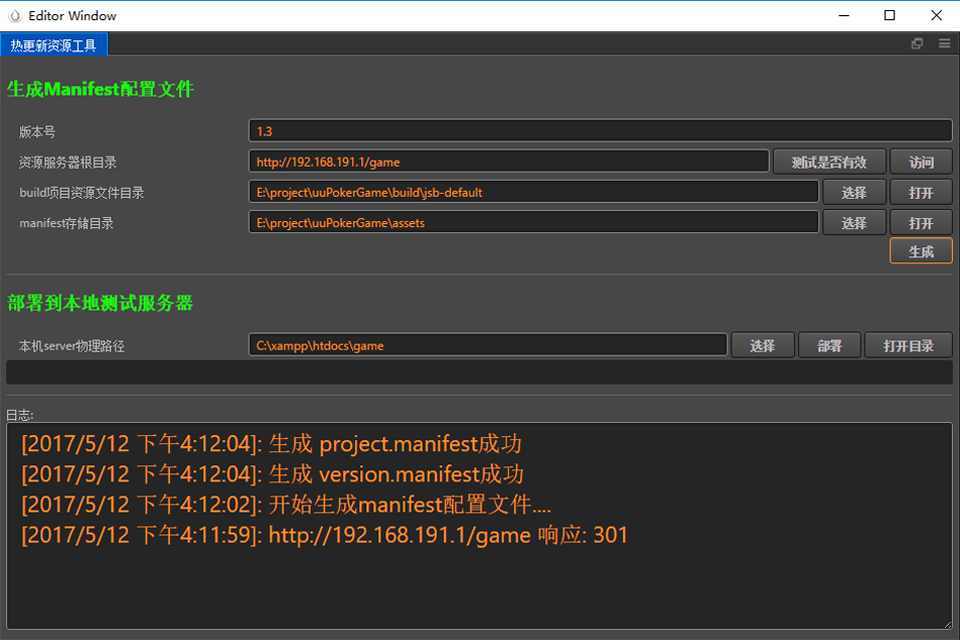 Editor Window
热更新资源工具
生成Manifest配置文件
版本号 1.3
资源服务器根目录 http://192.168.191.1/game 测试是否有效 访问
build项目资源文件目录 E:\project\uuPokerGame\build\jsb-default 选择 打开
manifest存储目录 E:\project\uuPokerGame\assets 选择 打开
生成
部署到本地测试服务器
本机server物理路径 C:\xampp\htdocs\game 选择 部署 打开目录
日志:
[2017/5/12 下午4:12:04]: 生成 project.manifest成功
[2017/5/12 下午4:12:04]: 生成 version.manifest成功
[2017/5/12 下午4:12:02]: 开始生成manifest配置文件....
[2017/5/12 下午4:11:59]: http://192.168.191.1/game 响应: 301